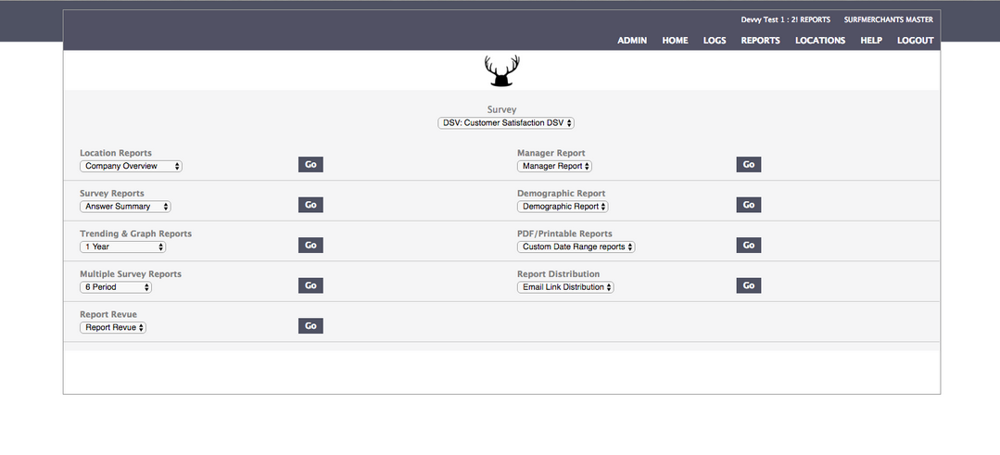 Devvy Test 1 : 2! REPORTS SURFMERCHANTS MASTER
ADMIN HOME LOGS REPORTS LOCATIONS HELP LOGOUT
Survey
DSV: Customer Satisfaction DSV
Location Reports
Company Overview Go
Manager Report
Manager Report Go
Survey Reports
Answer Summary Go
Demographic Report
Demographic Report Go
Trending & Graph Reports
1 Year Go
PDF/Printable Reports
Custom Date Range reports Go
Multiple Survey Reports
6 Period Go
Report Distribution
Email Link Distribution Go
Report Revue
Report Revue Go